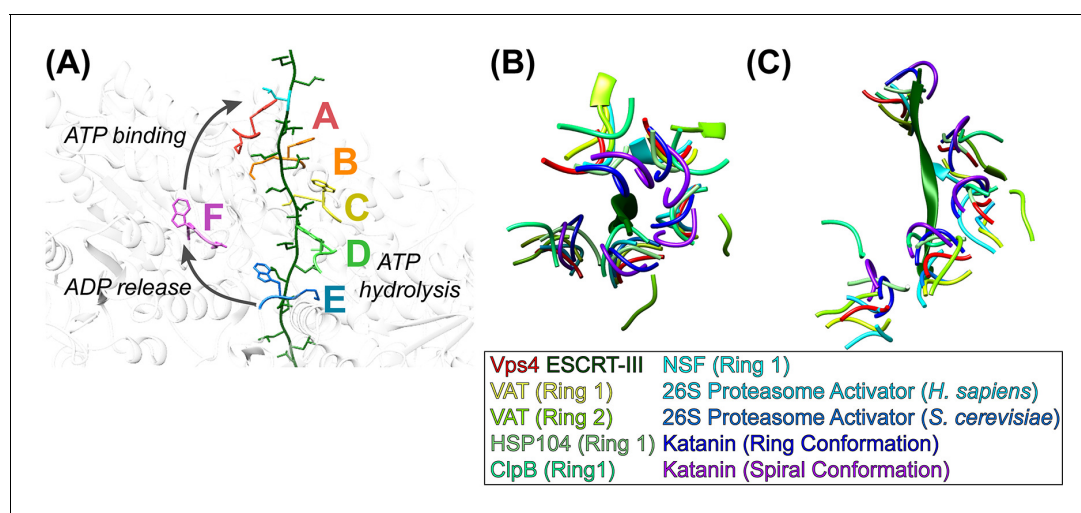 (A)
ATP binding
A
B
C
F
D
ATP
hydrolysis
ADP release
E
(B)
(C)
Vps4 ESCRT-III
VAT (Ring 1)
VAT (Ring 2)
HSP104 (Ring 1)
ClpB (Ring1)
NSF (Ring 1)
26S Proteasome Activator (H. sapiens)
26S Proteasome Activator (S. cerevisiae)
Katanin (Ring Conformation)
Katanin (Spiral Conformation)